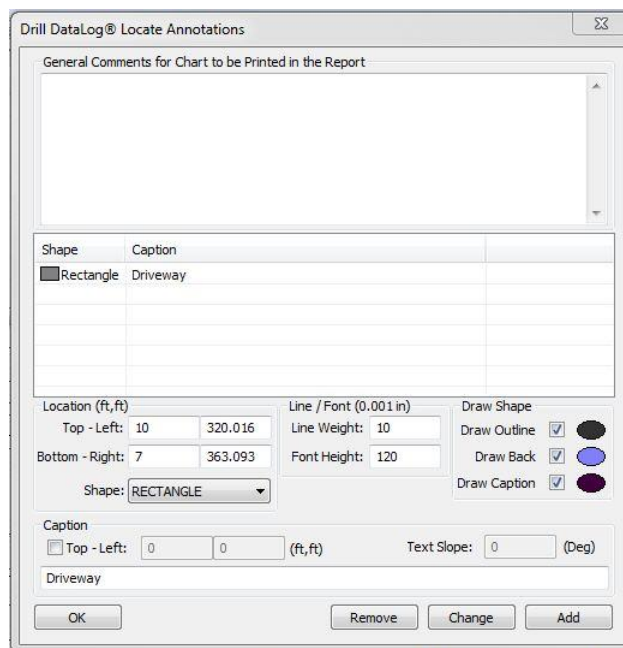 Drill DataLog® Locate Annotations
General Comments for Chart to be Printed in the Report
Shape Caption
Rectangle Driveway
Location (ft,ft) Line / Font (0.001 in) Draw Shape
Top - Left: 10 320.016 Line Weight: 10 Draw Outline
Bottom - Right: 7 363.093 Font Height: 120 Draw Back
Shape: RECTANGLE Draw Caption
Caption
Top - Left: 0 0 (ft,ft) Text Slope: 0 (Deg)
Driveway
OK Remove Change Add